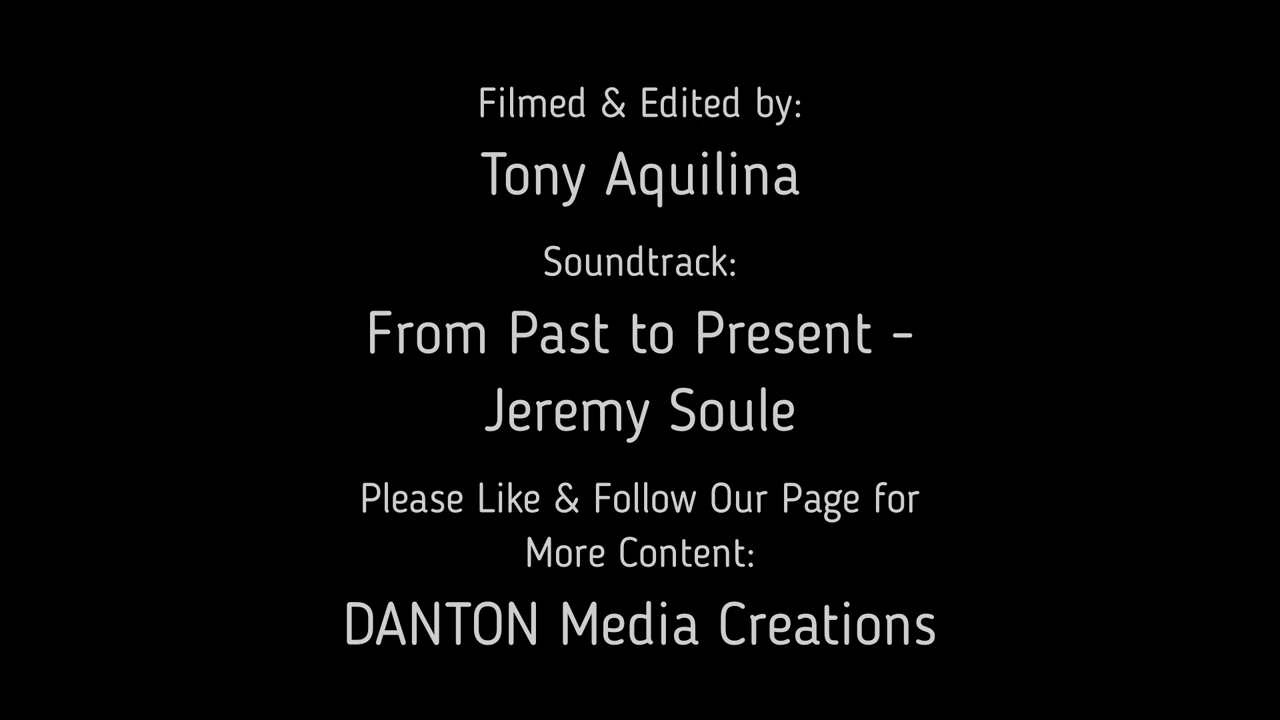 Filmed & Edited by:
Tony Aquilina
Soundtrack:
From Past to Present -
Jeremy Soule
Please Like & Follow Our Page for
More Content:
DANTON Media Creations